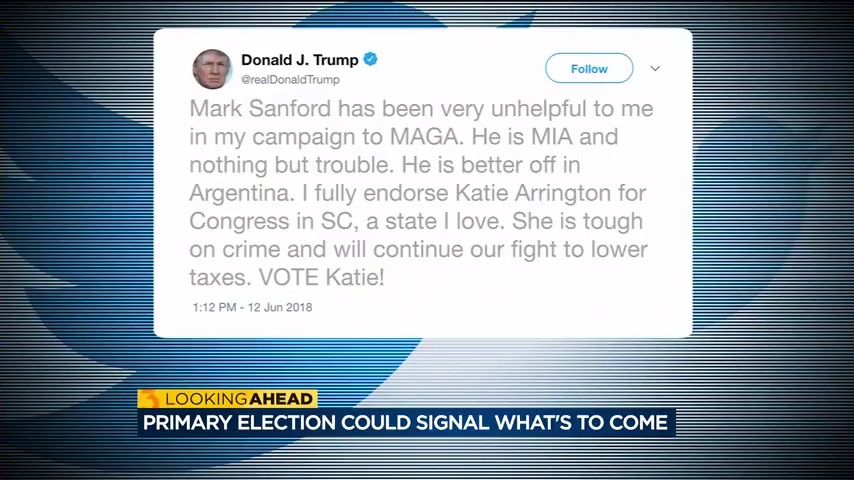 Donald J. Trump
@realDonaldTrump
Follow
Mark Sanford has been very unhelpful to me
in my campaign to MAGA. He is MIA and
nothing but trouble. He is better off in
Argentina. I fully endorse Katie Arrington for
Congress in SC, a state I love. She is tough
on crime and will continue our fight to lower
taxes. VOTE Katie!
1:12 PM - 12 Jun 2018
3 LOOKINGAHEAD
PRIMARY ELECTION COULD SIGNAL WHAT'S TO COME